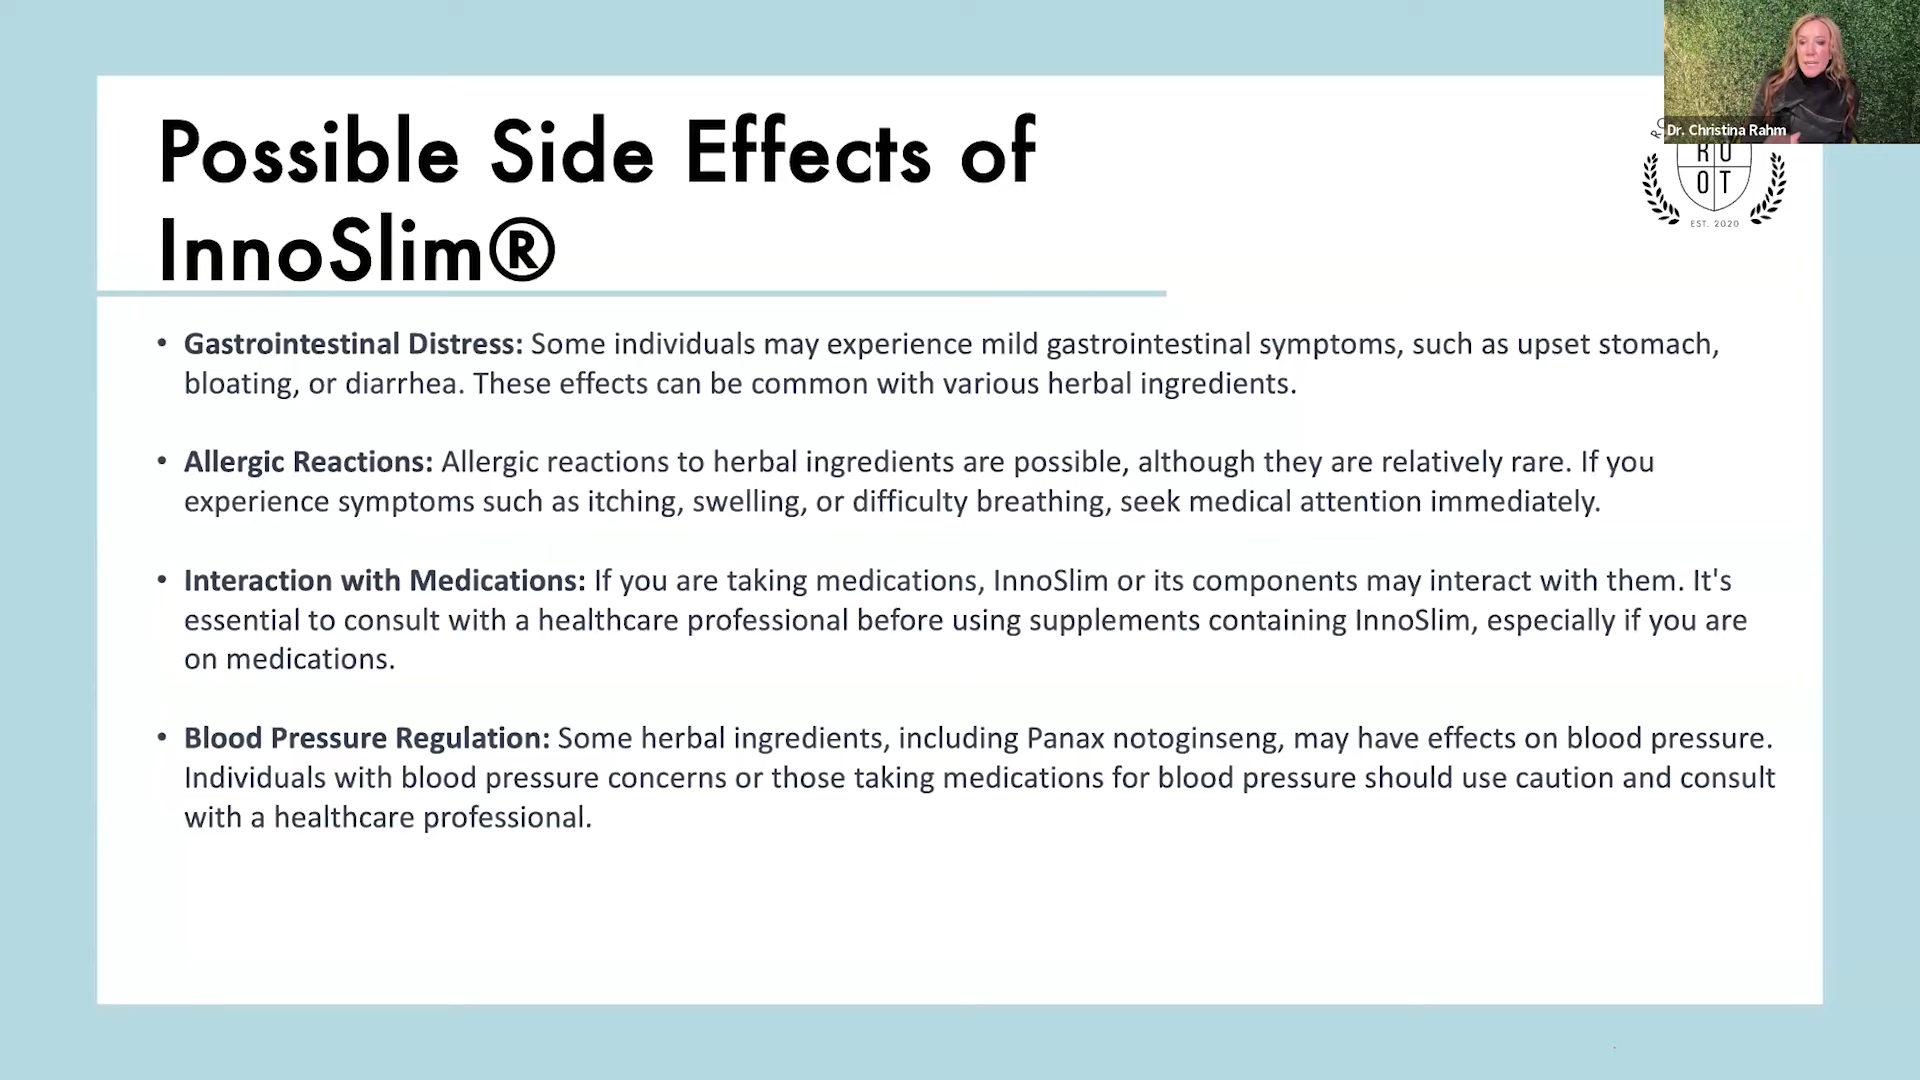 Dr. Christina Rahm
Possible Side Effects of
InnoSlim®
R O
O T
EST. 2020
• Gastrointestinal Distress: Some individuals may experience mild gastrointestinal symptoms, such as upset stomach,
bloating, or diarrhea. These effects can be common with various herbal ingredients.
• Allergic Reactions: Allergic reactions to herbal ingredients are possible, although they are relatively rare. If you
experience symptoms such as itching, swelling, or difficulty breathing, seek medical attention immediately.
• Interaction with Medications: If you are taking medications, InnoSlim or its components may interact with them. It's
essential to consult with a healthcare professional before using supplements containing InnoSlim, especially if you are
on medications.
• Blood Pressure Regulation: Some herbal ingredients, including Panax notoginseng, may have effects on blood pressure.
Individuals with blood pressure concerns or those taking medications for blood pressure should use caution and consult
with a healthcare professional.